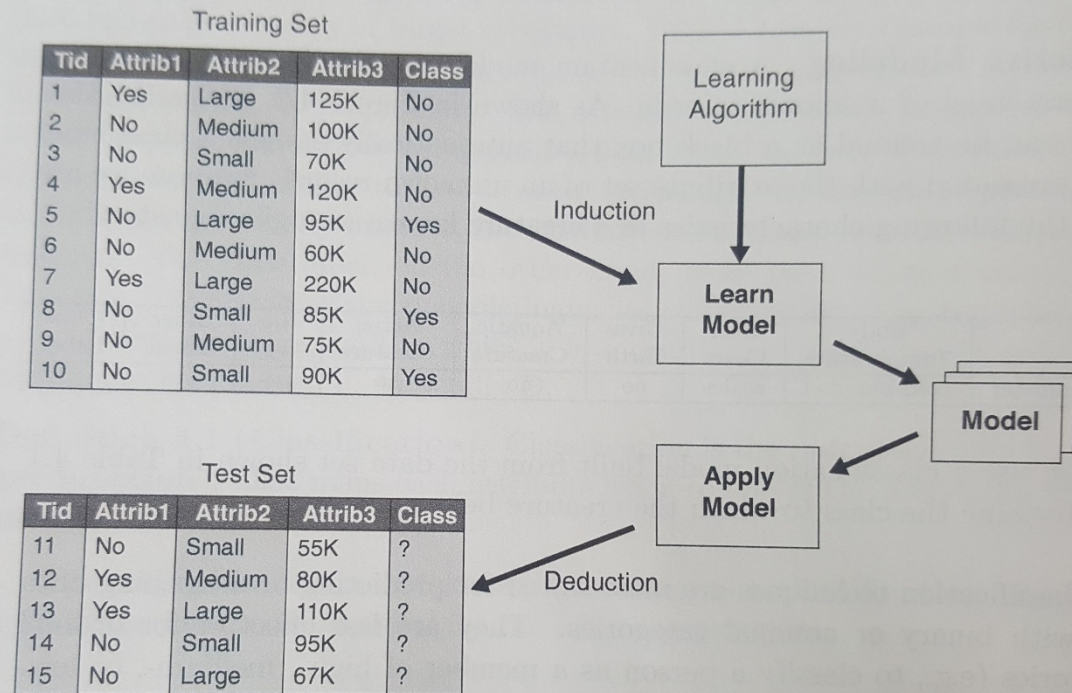 Training Set
Tid Attrib1 Attrib2 Attrib3 Class
1 Yes Large 125K No
2 No Medium 100K No
3 No Small 70K No
4 Yes Medium 120K No
5 No Large 95K Yes
6 No Medium 60K No
7 Yes Large 220K No
8 No Small 85K Yes
9 No Medium 75K No
10 No Small 90K Yes
Learning
Algorithm
Induction
Learn
Model
Model
Apply
Model
Deduction
Test Set
Tid Attrib1 Attrib2 Attrib3 Class
11 No Small 55K ?
12 Yes Medium 80K ?
13 Yes Large 110K ?
14 No Small 95K ?
15 No Large 67K ?